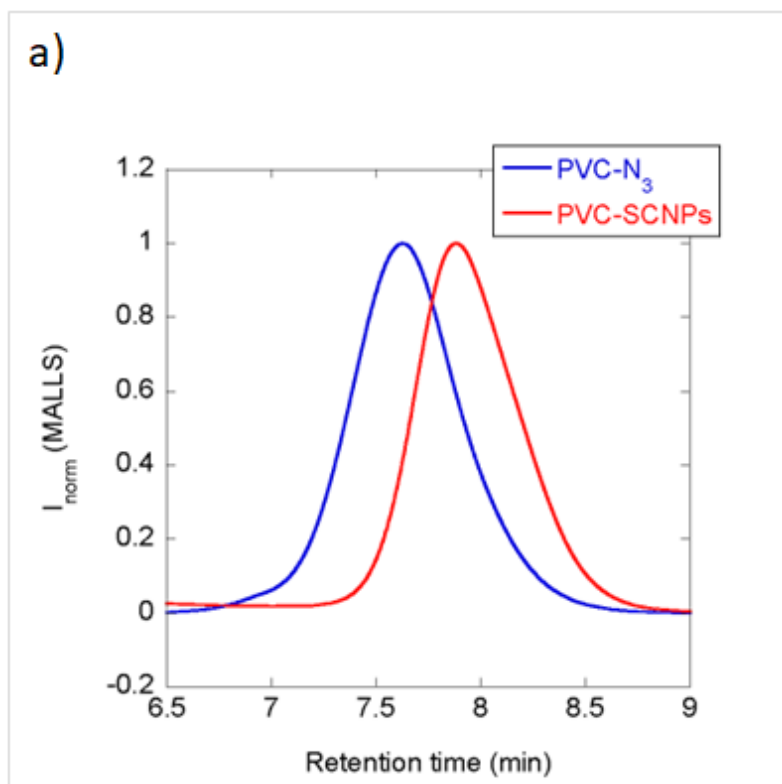 a)
PVC-N₃
PVC-SCNPs
1.2
1
0.8
0.6
0.4
0.2
0
-0.2
I_norm (MALLS)
6.5 7 7.5 8 8.5 9
Retention time (min)